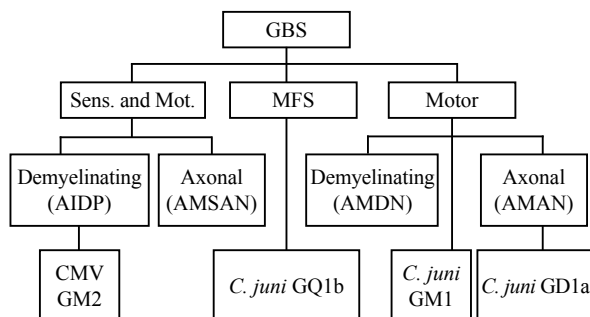 GBS
Sens. and Mot.
MFS
Motor
Demyelinating
(AIDP)
Axonal
(AMSAN)
Demyelinating
(AMDN)
Axonal
(AMAN)
CMV
GM2
C. juni GQ1b
C. juni
GM1
C. juni GD1a